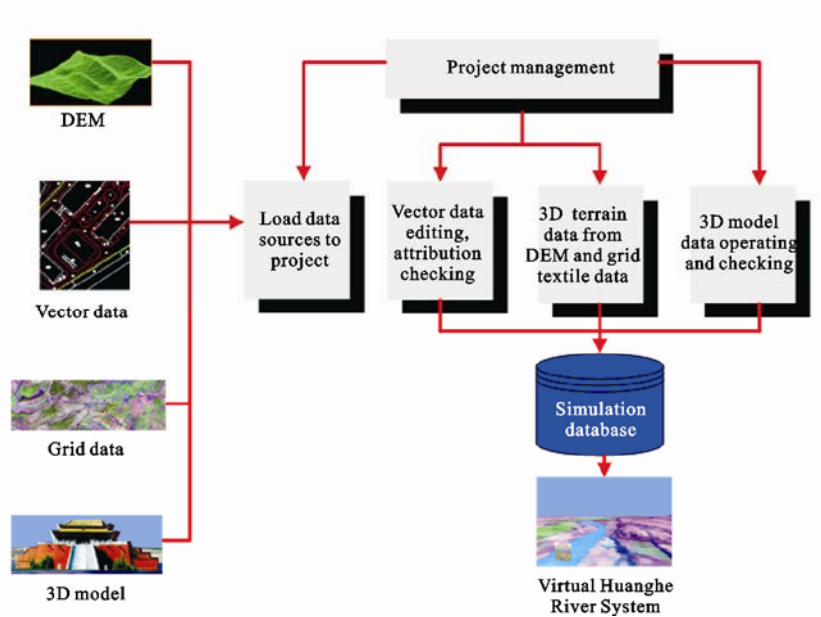 DEM
Vector data
Grid data
3D model
Project management
Load data
sources to
project
Vector data
editing,
attribution
checking
3D terrain
data from
DEM and grid
textile data
3D model
data operating
and checking
Simulation
database
Virtual Huanghe
River System